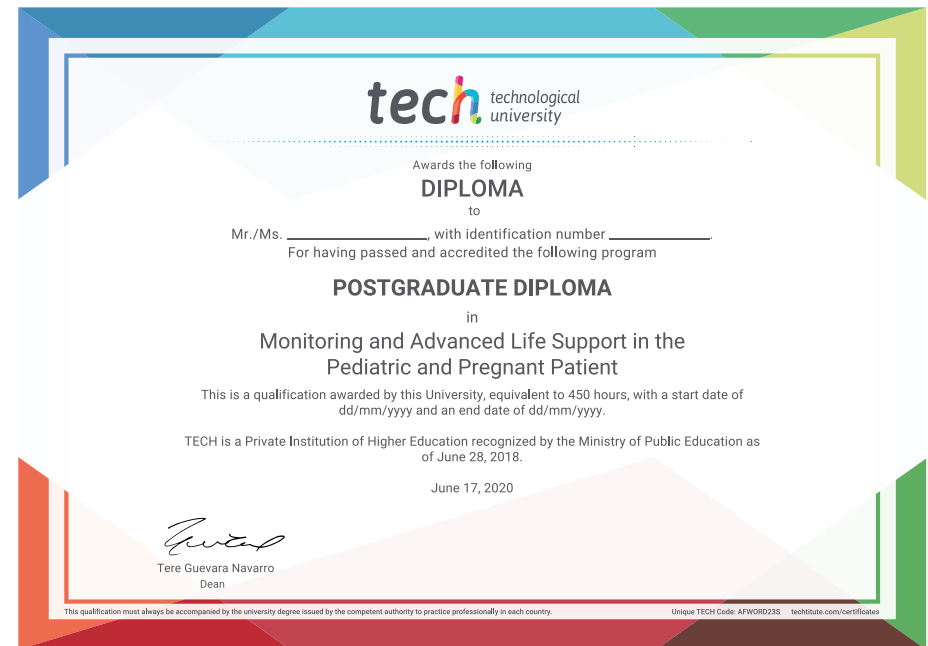 tech technological
university
Awards the following
DIPLOMA
to
Mr./Ms. ____________________, with identification number ______________.
For having passed and accredited the following program
POSTGRADUATE DIPLOMA
in
Monitoring and Advanced Life Support in the
Pediatric and Pregnant Patient
This is a qualification awarded by this University, equivalent to 450 hours, with a start date of
dd/mm/yyyy and an end date of dd/mm/yyyy.
TECH is a Private Institution of Higher Education recognized by the Ministry of Public Education as
of June 28, 2018.
June 17, 2020
Tere Guevara Navarro
Dean
This qualification must always be accompanied by the university degree issued by the competent authority to practice professionally in each country. Unique TECH Code: AFWORD23S techtitute.com/certificates